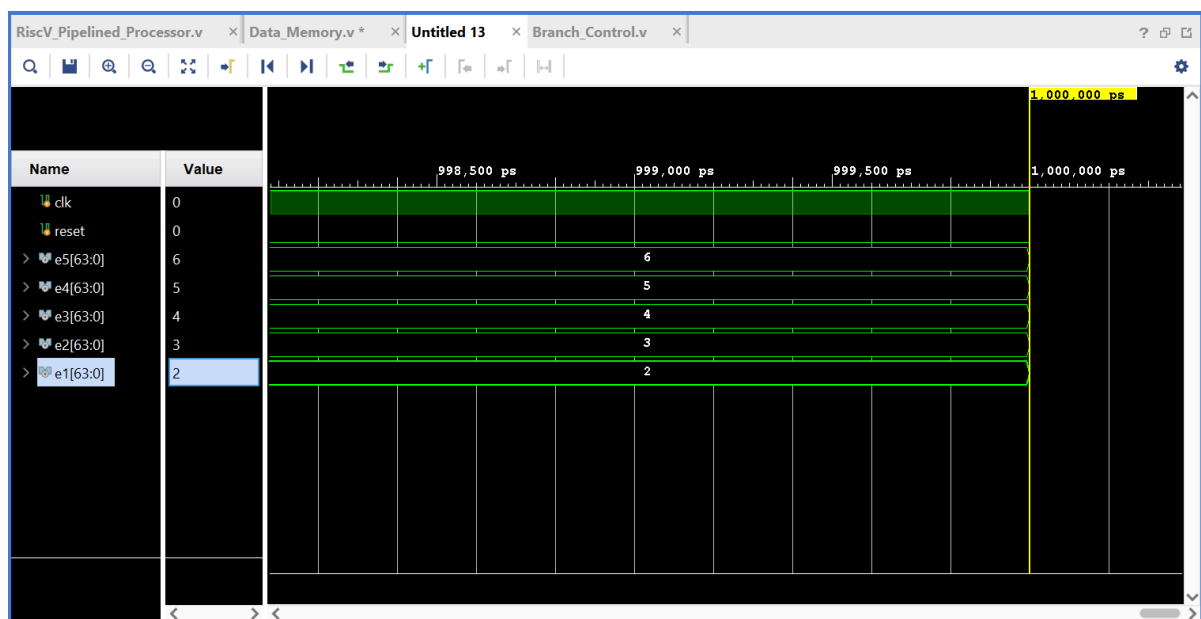 RiscV_Pipelined_Processor.v × Data_Memory.v * × Untitled 13 × Branch_Control.v × ?
1,000,000 ps
Name Value
998,500 ps 999,000 ps 999,500 ps 1,000,000 ps
clk 0
reset 0
e5[63:0] 6 6
e4[63:0] 5 5
e3[63:0] 4 4
e2[63:0] 3 3
e1[63:0] 2 2